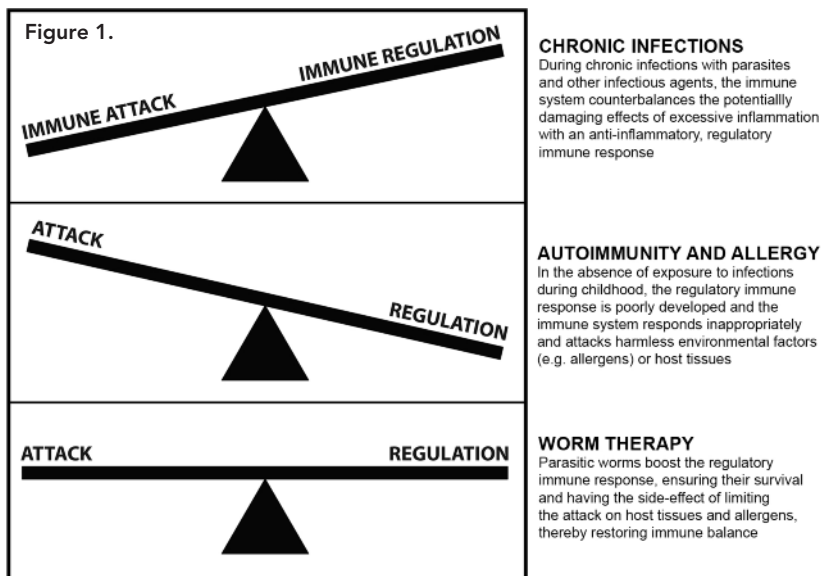 Figure 1.
IMMUNE ATTACK
IMMUNE REGULATION
CHRONIC INFECTIONS
During chronic infections with parasites
and other infectious agents, the immune
system counterbalances the potentiallly
damaging effects of excessive inflammation
with an anti-inflammatory, regulatory
immune response
ATTACK
REGULATION
AUTOIMMUNITY AND ALLERGY
In the absence of exposure to infections
during childhood, the regulatory immune
response is poorly developed and the
immune system responds inappropriately
and attacks harmless environmental factors
(e.g. allergens) or host tissues
ATTACK
REGULATION
WORM THERAPY
Parasitic worms boost the regulatory
immune response, ensuring their survival
and having the side-effect of limiting
the attack on host tissues and allergens,
thereby restoring immune balance